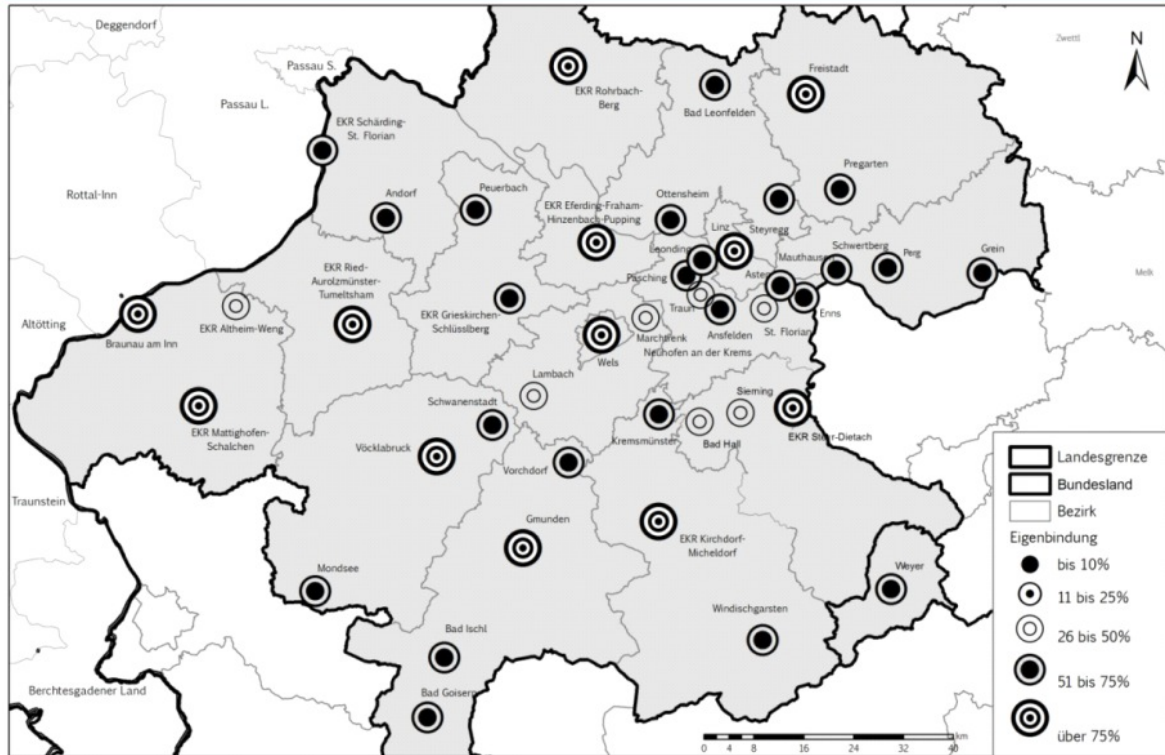 Deggendorf
Zwettl
N
Passau S.
Passau L.
EKR Rohrbach-
Berg
Bad Leonfelden
Freistadt
EKR Schärding-
St. Florian
Rottal-Inn
Andorf
Peuerbach
Pregarten
EKR Eferding-Fraham-
Hinzenbach-Pupping
Ottensheim
Linz
Steyregg
Leonding
Pasching
Asten
Mauthausen
Schwertberg
Perg
Grein
Melk
EKR Ried-
Aurolzmünster-
Tumeltsham
Altötting
Braunau am Inn
EKR Altheim-Weng
EKR Grieskirchen-
Schlüsslberg
Traun
Ansfelden
St. Florian
Enns
Marchtrenk
Neuhofen an der Krems
Wels
Lambach
Sierning
EKR Mattighofen-
Schalchen
Schwanenstadt
Kremsmünster
Bad Hall
EKR Steyr-Dietach
Vöcklabruck
Vorchdorf
Traunstein
Gmunden
EKR Kirchdorf-
Micheldorf
Mondsee
Weyer
Windischgarsten
Bad Ischl
Berchtesgadener Land
Bad Goisern
Landesgrenze
Bundesland
Bezirk
Eigenbindung
bis 10%
11 bis 25%
26 bis 50%
51 bis 75%
über 75%
km
0 4 8 16 24 32 40